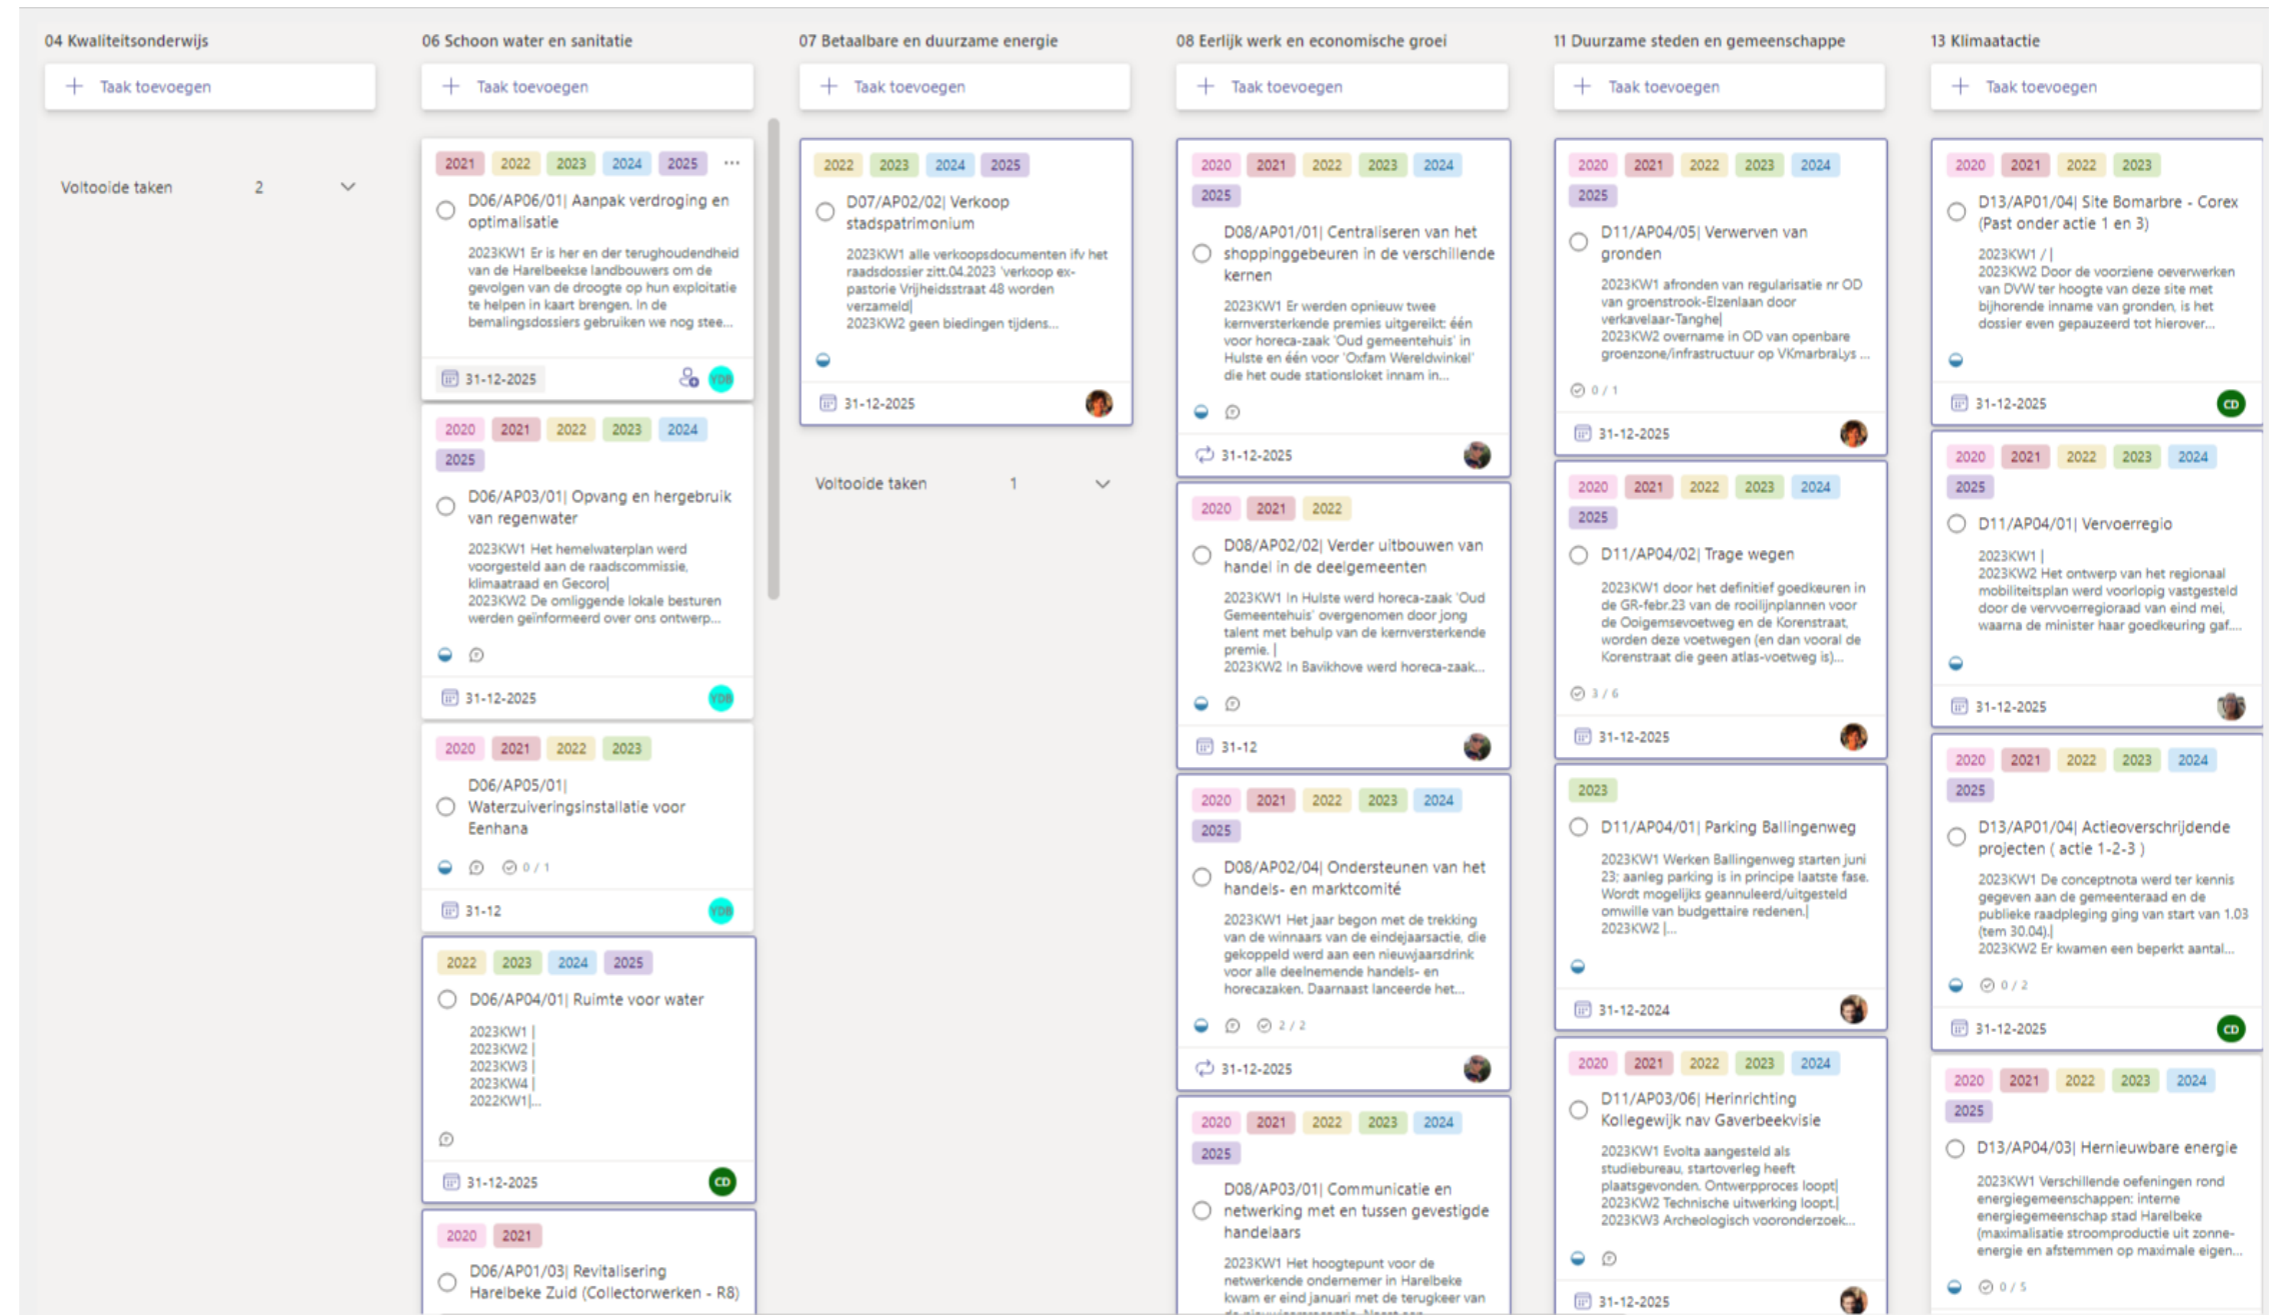 04 Kwaliteitsonderwijs
+ Taak toevoegen
Voltooide taken 2
06 Schoon water en sanitatie
+ Taak toevoegen
2021 2022 2023 2024 2025 ...
D06/AP06/01| Aanpak verdroging en
optimalisatie
2023KW1 Er is her en der terughoudendheid
van de Harelbeekse landbouwers om de
gevolgen van de droogte op hun exploitatie
te helpen in kaart brengen. In de
bemalingsdossiers gebruiken we nog stee...
31-12-2025 YDB
2020 2021 2022 2023 2024
2025
D06/AP03/01| Opvang en hergebruik
van regenwater
2023KW1 Het hemelwaterplan werd
voorgesteld aan de raadscommissie,
klimaatraad en Gecoro|
2023KW2 De omliggende lokale besturen
werden geïnformeerd over ons ontwerp...
31-12-2025 YDB
2020 2021 2022 2023
D06/AP05/01|
Waterzuiveringsinstallatie voor
Eenhana
0 / 1
31-12 YDB
2022 2023 2024 2025
D06/AP04/01| Ruimte voor water
2023KW1 |
2023KW2 |
2023KW3 |
2023KW4 |
2022KW1|...
31-12-2025 CD
2020 2021
D06/AP01/03| Revitalisering
Harelbeke Zuid (Collectorwerken - R8)
07 Betaalbare en duurzame energie
+ Taak toevoegen
2022 2023 2024 2025
D07/AP02/02| Verkoop
stadspatrimonium
2023KW1 alle verkoopsdocumenten ifv het
raadsdossier zitt.04.2023 'verkoop ex-
pastorie Vrijheidsstraat 48 worden
verzameld|
2023KW2 geen biedingen tijdens...
31-12-2025
Voltooide taken 1
08 Eerlijk werk en economische groei
+ Taak toevoegen
2020 2021 2022 2023 2024
2025
D08/AP01/01| Centraliseren van het
shoppinggebeuren in de verschillende
kernen
2023KW1 Er werden opnieuw twee
kernversterkende premies uitgereikt: één
voor horeca-zaak 'Oud gemeentehuis' in
Hulste en één voor 'Oxfam Wereldwinkel'
die het oude stationsloket innam in...
31-12-2025
2020 2021 2022
D08/AP02/02| Verder uitbouwen van
handel in de deelgemeenten
2023KW1 In Hulste werd horeca-zaak 'Oud
Gemeentehuis' overgenomen door jong
talent met behulp van de kernversterkende
premie. |
2023KW2 In Bavikhove werd horeca-zaak...
31-12
2020 2021 2022 2023 2024
2025
D08/AP02/04| Ondersteunen van het
handels- en marktcomité
2023KW1 Het jaar begon met de trekking
van de winnaars van de eindejaarsactie, die
gekoppeld werd aan een nieuwjaarsdrink
voor alle deelnemende handels- en
horecazaken. Daarnaast lanceerde het...
2 / 2
31-12-2025
2020 2021 2022 2023 2024
2025
D08/AP03/01| Communicatie en
netwerking met en tussen gevestigde
handelaars
2023KW1 Het hoogtepunt voor de
netwerkende ondernemer in Harelbeke
kwam er eind januari met de terugkeer van
11 Duurzame steden en gemeenschappe
+ Taak toevoegen
2020 2021 2022 2023 2024
2025
D11/AP04/05| Verwerven van
gronden
2023KW1 afronden van regularisatie nr OD
van groenstrook-Elzenlaan door
verkavelaar-Tanghe|
2023KW2 overname in OD van openbare
groenzone/infrastructuur op VKmarbraLys ...
0 / 1
31-12-2025
2020 2021 2022 2023 2024
2025
D11/AP04/02| Trage wegen
2023KW1 door het definitief goedkeuren in
de GR-febr.23 van de rooilijnplannen voor
de Ooigemsevoetweg en de Korenstraat,
worden deze voetwegen (en dan vooral de
Korenstraat die geen atlas-voetweg is)...
3 / 6
31-12-2025
2023
D11/AP04/01| Parking Ballingenweg
2023KW1 Werken Ballingenweg starten juni
23; aanleg parking is in principe laatste fase.
Wordt mogelijks geannuleerd/uitgesteld
omwille van budgettaire redenen.|
2023KW2 |...
31-12-2024
2020 2021 2022 2023 2024
D11/AP03/06| Herinrichting
Kollegewijk nav Gaverbeekvisie
2023KW1 Evolta aangesteld als
studiebureau, startoverleg heeft
plaatsgevonden. Ontwerpproces loopt|
2023KW2 Technische uitwerking loopt.|
2023KW3 Archeologisch vooronderzoek...
31-12-2025
13 Klimaatactie
+ Taak toevoegen
2020 2021 2022 2023
D13/AP01/04| Site Bomarbre - Corex
(Past onder actie 1 en 3)
2023KW1 / |
2023KW2 Door de voorziene oeverwerken
van DVW ter hoogte van deze site met
bijhorende inname van gronden, is het
dossier even gepauzeerd tot hierover...
31-12-2025 CD
2020 2021 2022 2023 2024
2025
D11/AP04/01| Vervoerregio
2023KW1 |
2023KW2 Het ontwerp van het regionaal
mobiliteitsplan werd voorlopig vastgesteld
door de vervvoerregioraad van eind mei,
waarna de minister haar goedkeuring gaf....
31-12-2025
2020 2021 2022 2023 2024
2025
D13/AP01/04| Actieoverschrijdende
projecten ( actie 1-2-3 )
2023KW1 De conceptnota werd ter kennis
gegeven aan de gemeenteraad en de
publieke raadpleging ging van start van 1.03
(tem 30.04).|
2023KW2 Er kwamen een beperkt aantal...
0 / 2
31-12-2025 CD
2020 2021 2022 2023 2024
2025
D13/AP04/03| Hernieuwbare energie
2023KW1 Verschillende oefeningen rond
energiegemeenschappen: interne
energiegemeenschap stad Harelbeke
(maximalisatie stroomproductie uit zonne-
energie en afstemmen op maximale eigen...
0 / 5